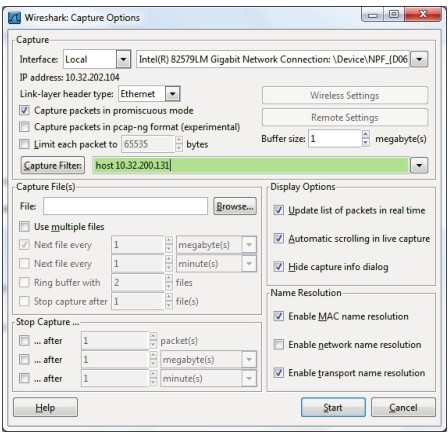 Wireshark: Capture Options
Capture
Interface: Local Intel(R) 82579LM Gigabit Network Connection: \Device\NPF_{D06
IP address: 10.32.202.104
Link-layer header type: Ethernet
Wireless Settings
Capture packets in promiscuous mode
Remote Settings
Capture packets in pcap-ng format (experimental)
Buffer size: 1 megabyte(s)
Limit each packet to 65535 bytes
Capture Filter: host 10.32.200.131
Capture File(s)
File: Browse...
Use multiple files
Next file every 1 megabyte(s)
Next file every 1 minute(s)
Ring buffer with 2 files
Stop capture after 1 file(s)
Stop Capture ...
... after 1 packet(s)
... after 1 megabyte(s)
... after 1 minute(s)
Display Options
Update list of packets in real time
Automatic scrolling in live capture
Hide capture info dialog
Name Resolution
Enable MAC name resolution
Enable network name resolution
Enable transport name resolution
Help Start Cancel